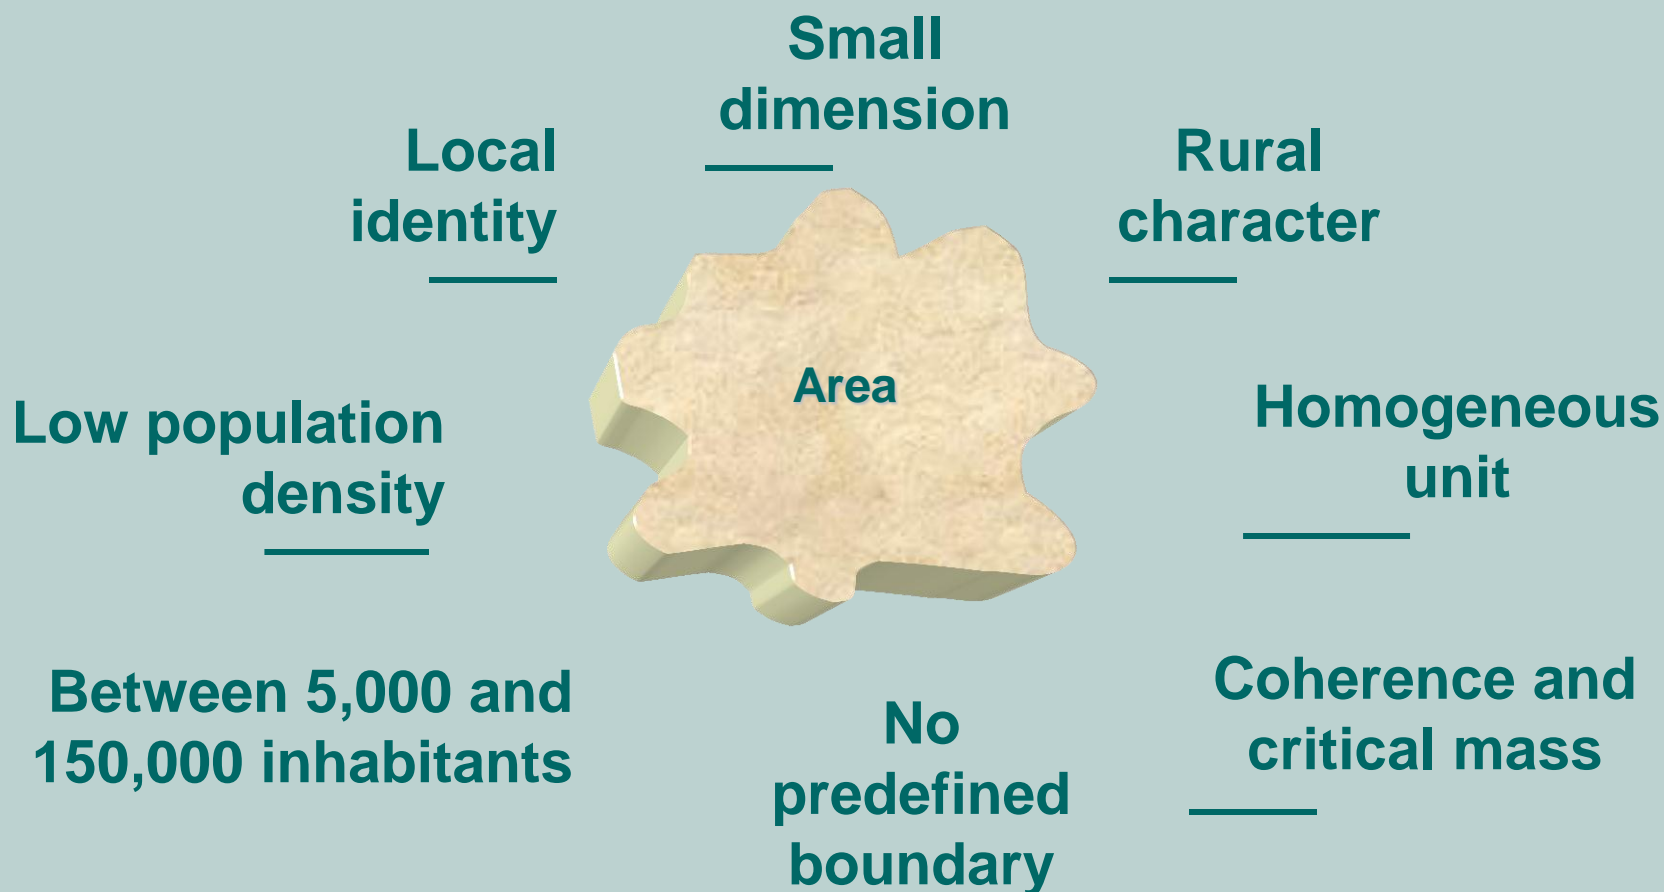 Small
dimension
Local
identity
Rural
character
Area
Low population
density
Homogeneous
unit
Between 5,000 and
150,000 inhabitants
No
predefined
boundary
Coherence and
critical mass